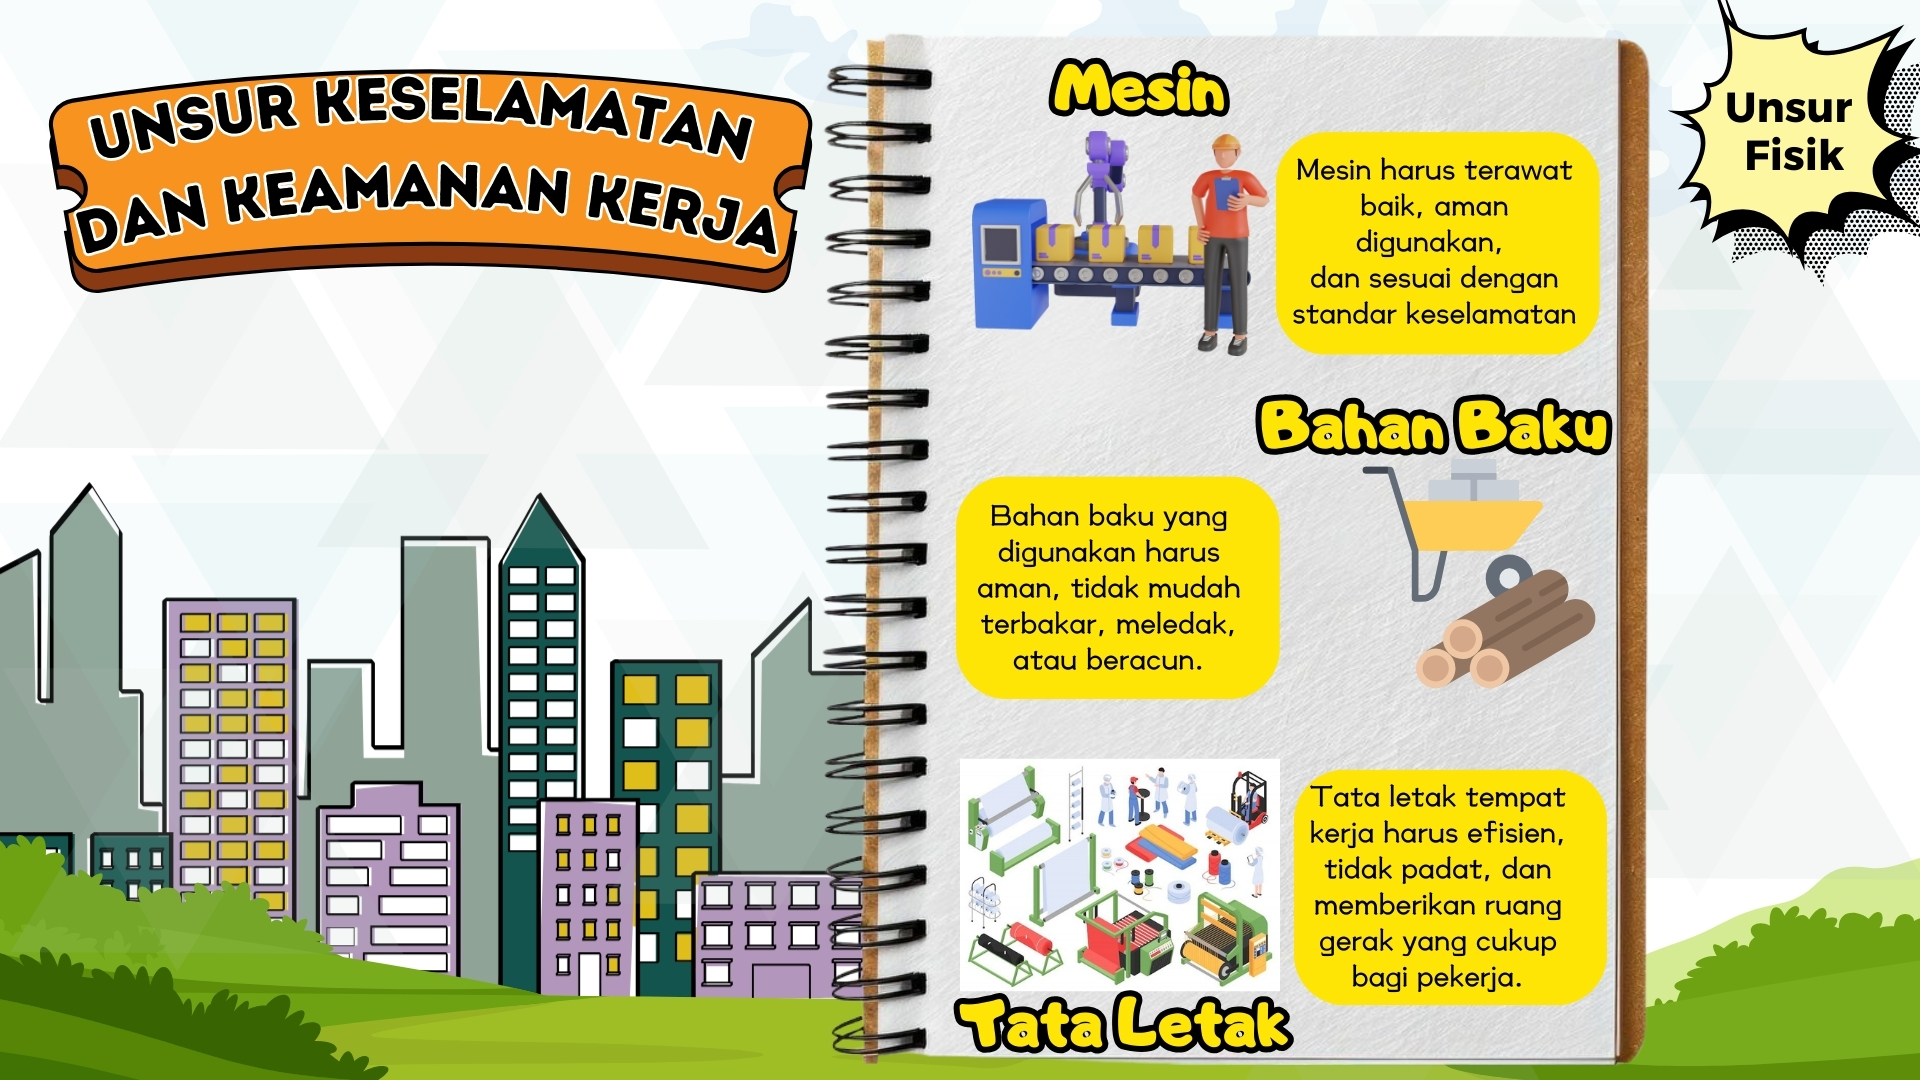 UNSUR KESELAMATAN
DAN KEAMANAN KERJA
Unsur
Fisik
Mesin
Mesin harus terawat
baik, aman
digunakan,
dan sesuai dengan
standar keselamatan
Bahan Baku
Bahan baku yang
digunakan harus
aman, tidak mudah
terbakar, meledak,
atau beracun.
Tata letak tempat
kerja harus efisien,
tidak padat, dan
memberikan ruang
gerak yang cukup
bagi pekerja.
Tata Letak